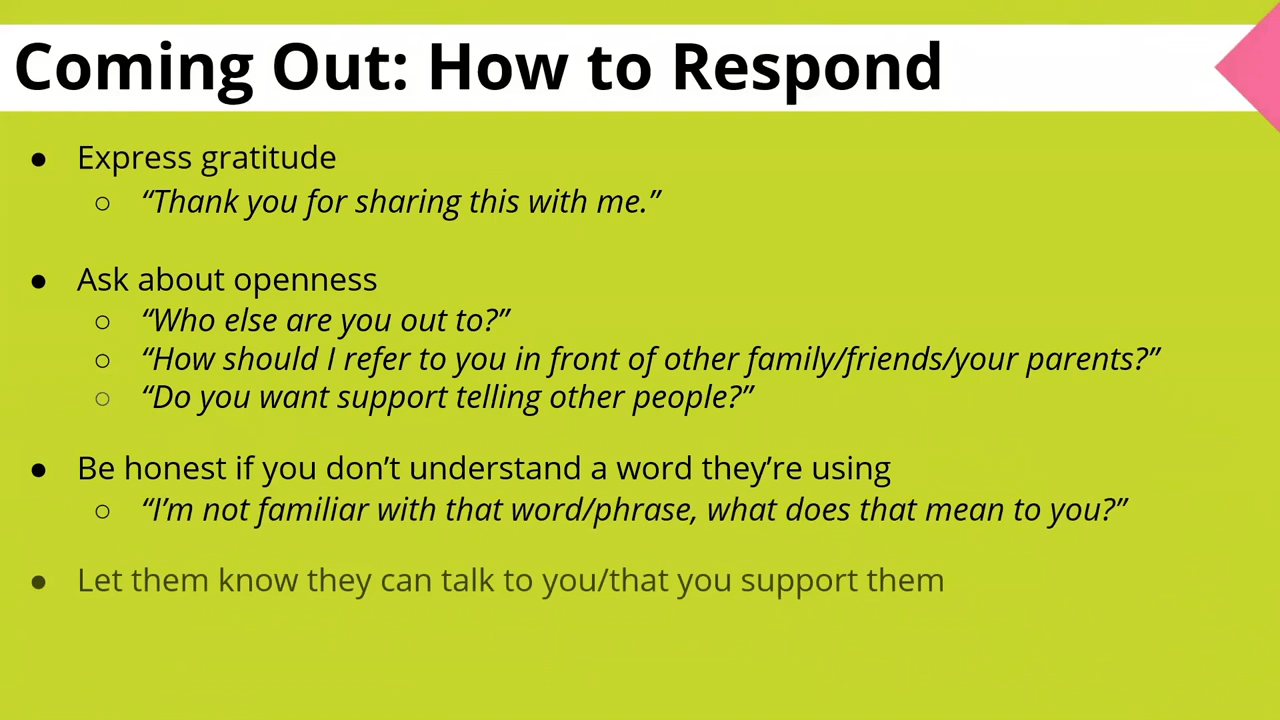 Coming Out: How to Respond
● Express gratitude
○ “Thank you for sharing this with me.”
● Ask about openness
○ “Who else are you out to?”
○ “How should I refer to you in front of other family/friends/your parents?”
○ “Do you want support telling other people?”
● Be honest if you don’t understand a word they’re using
○ “I’m not familiar with that word/phrase, what does that mean to you?”
● Let them know they can talk to you/that you support them